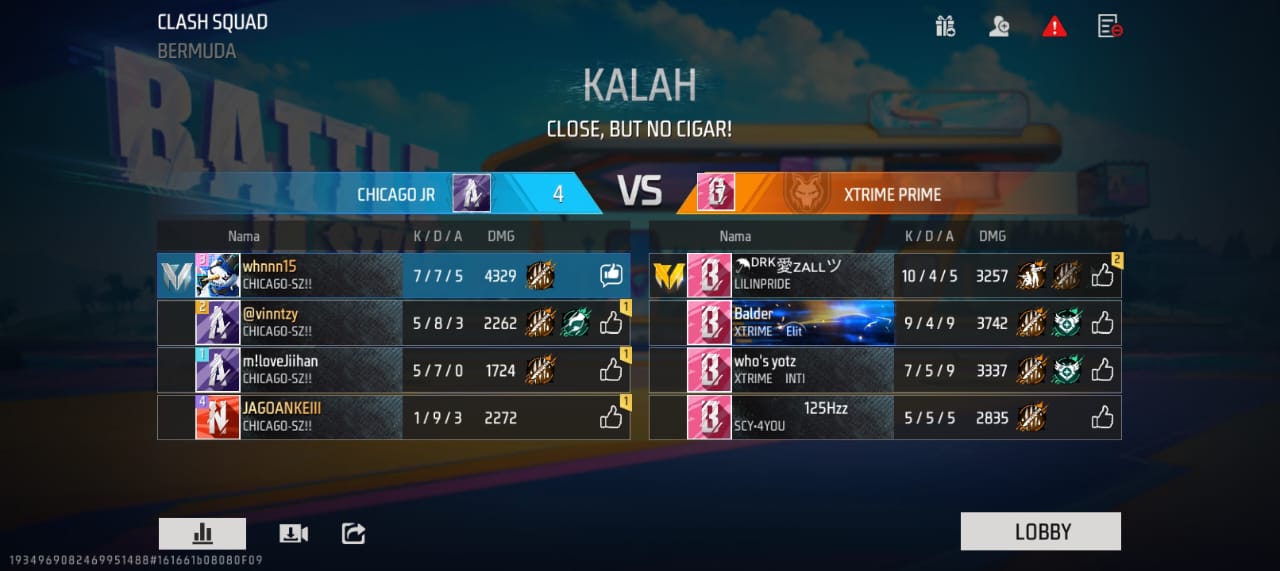 CLASH SQUAD
BERMUDA
KALAH
CLOSE, BUT NO CIGAR!
CHICAGO JR 4 VS XTRIME PRIME
Nama K / D / A DMG
3 whnnn15 7 / 7 / 5 4329
CHICAGO-SZ!!
2 @vinntzy 5 / 8 / 3 2262 1
CHICAGO-SZ!!
1 m!loveJiihan 5 / 7 / 0 1724 1
CHICAGO-SZ!!
4 JAGOANKEIII 1 / 9 / 3 2272 1
CHICAGO-SZ!!
Nama K / D / A DMG
☂ᴰᴿᴷ愛ZALLツ 10 / 4 / 5 3257 2
LILINPRIDE
Balder 9 / 4 / 9 3742
XTRIME Elit
who's yotz 7 / 5 / 9 3337
XTRIME INTI
125Hzz 5 / 5 / 5 2835
SCY•4YOU
LOBBY
1934969082469951488#161661b08080F09